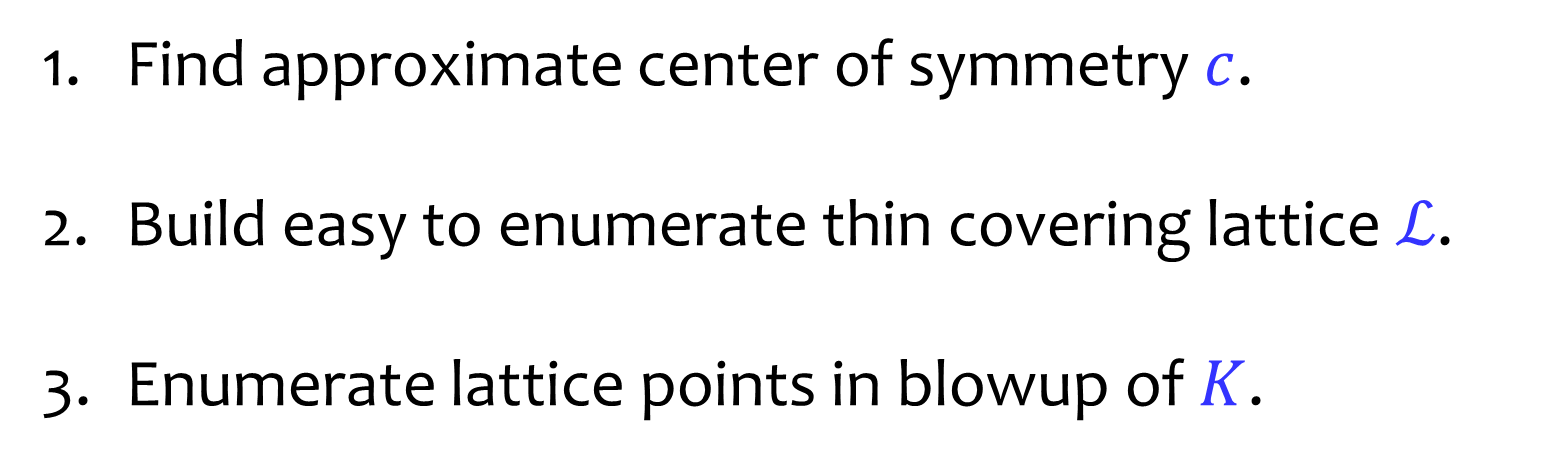 1. Find approximate center of symmetry c.
2. Build easy to enumerate thin covering lattice ℒ.
3. Enumerate lattice points in blowup of K.